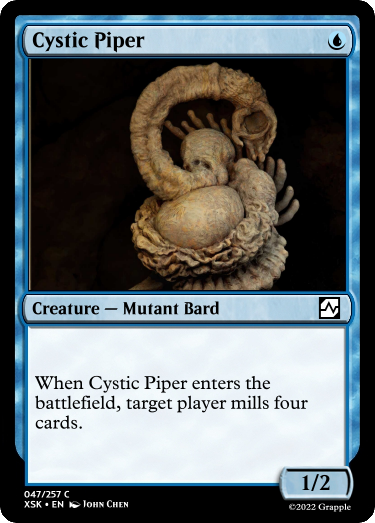 Cystic Piper
Creature — Mutant Bard
When Cystic Piper enters the
battlefield, target player mills four
cards.
1/2
047/257 C
XSK • EN John Chen
©2022 Grapple